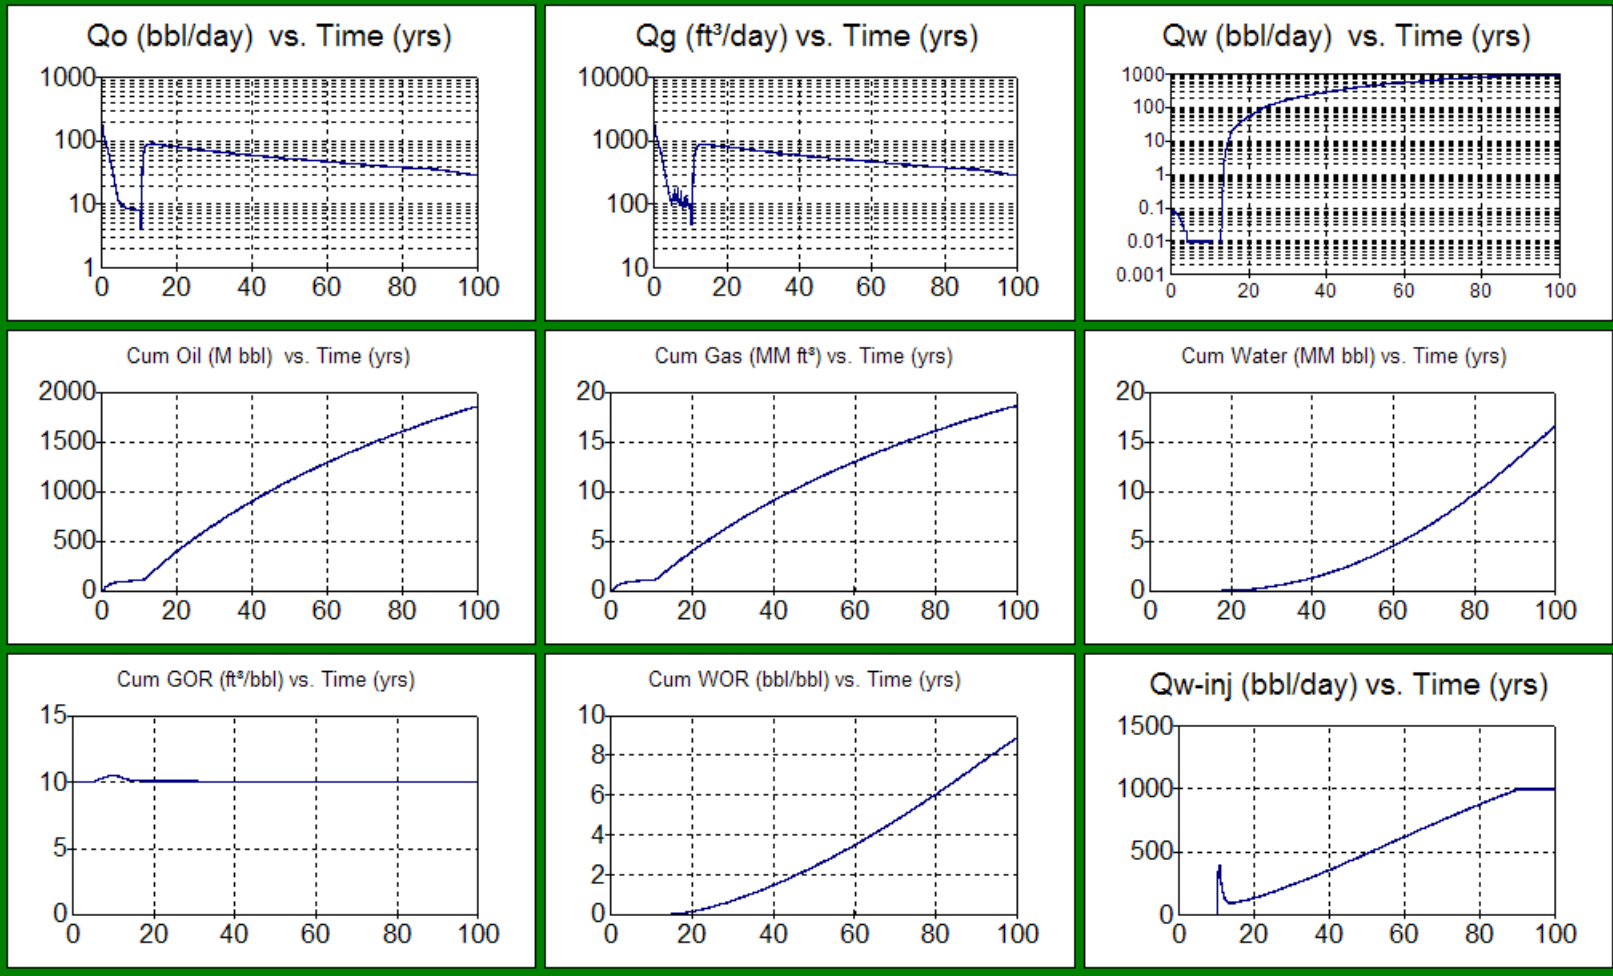 Qo (bbl/day)  vs. Time (yrs)
1000
100
10
1
0 20 40 60 80 100
Qg (ft³/day) vs. Time (yrs)
10000
1000
100
10
0 20 40 60 80 100
Qw (bbl/day)  vs. Time (yrs)
1000
100
10
1
0.1
0.01
0.001
0 20 40 60 80 100
Cum Oil (M bbl)  vs. Time (yrs)
2000
1500
1000
500
0
0 20 40 60 80 100
Cum Gas (MM ft³) vs. Time (yrs)
20
15
10
5
0
0 20 40 60 80 100
Cum Water (MM bbl) vs. Time (yrs)
20
15
10
5
0
0 20 40 60 80 100
Cum GOR (ft³/bbl) vs. Time (yrs)
15
10
5
0
0 20 40 60 80 100
Cum WOR (bbl/bbl) vs. Time (yrs)
10
8
6
4
2
0
0 20 40 60 80 100
Qw-inj (bbl/day) vs. Time (yrs)
1500
1000
500
0
0 20 40 60 80 100